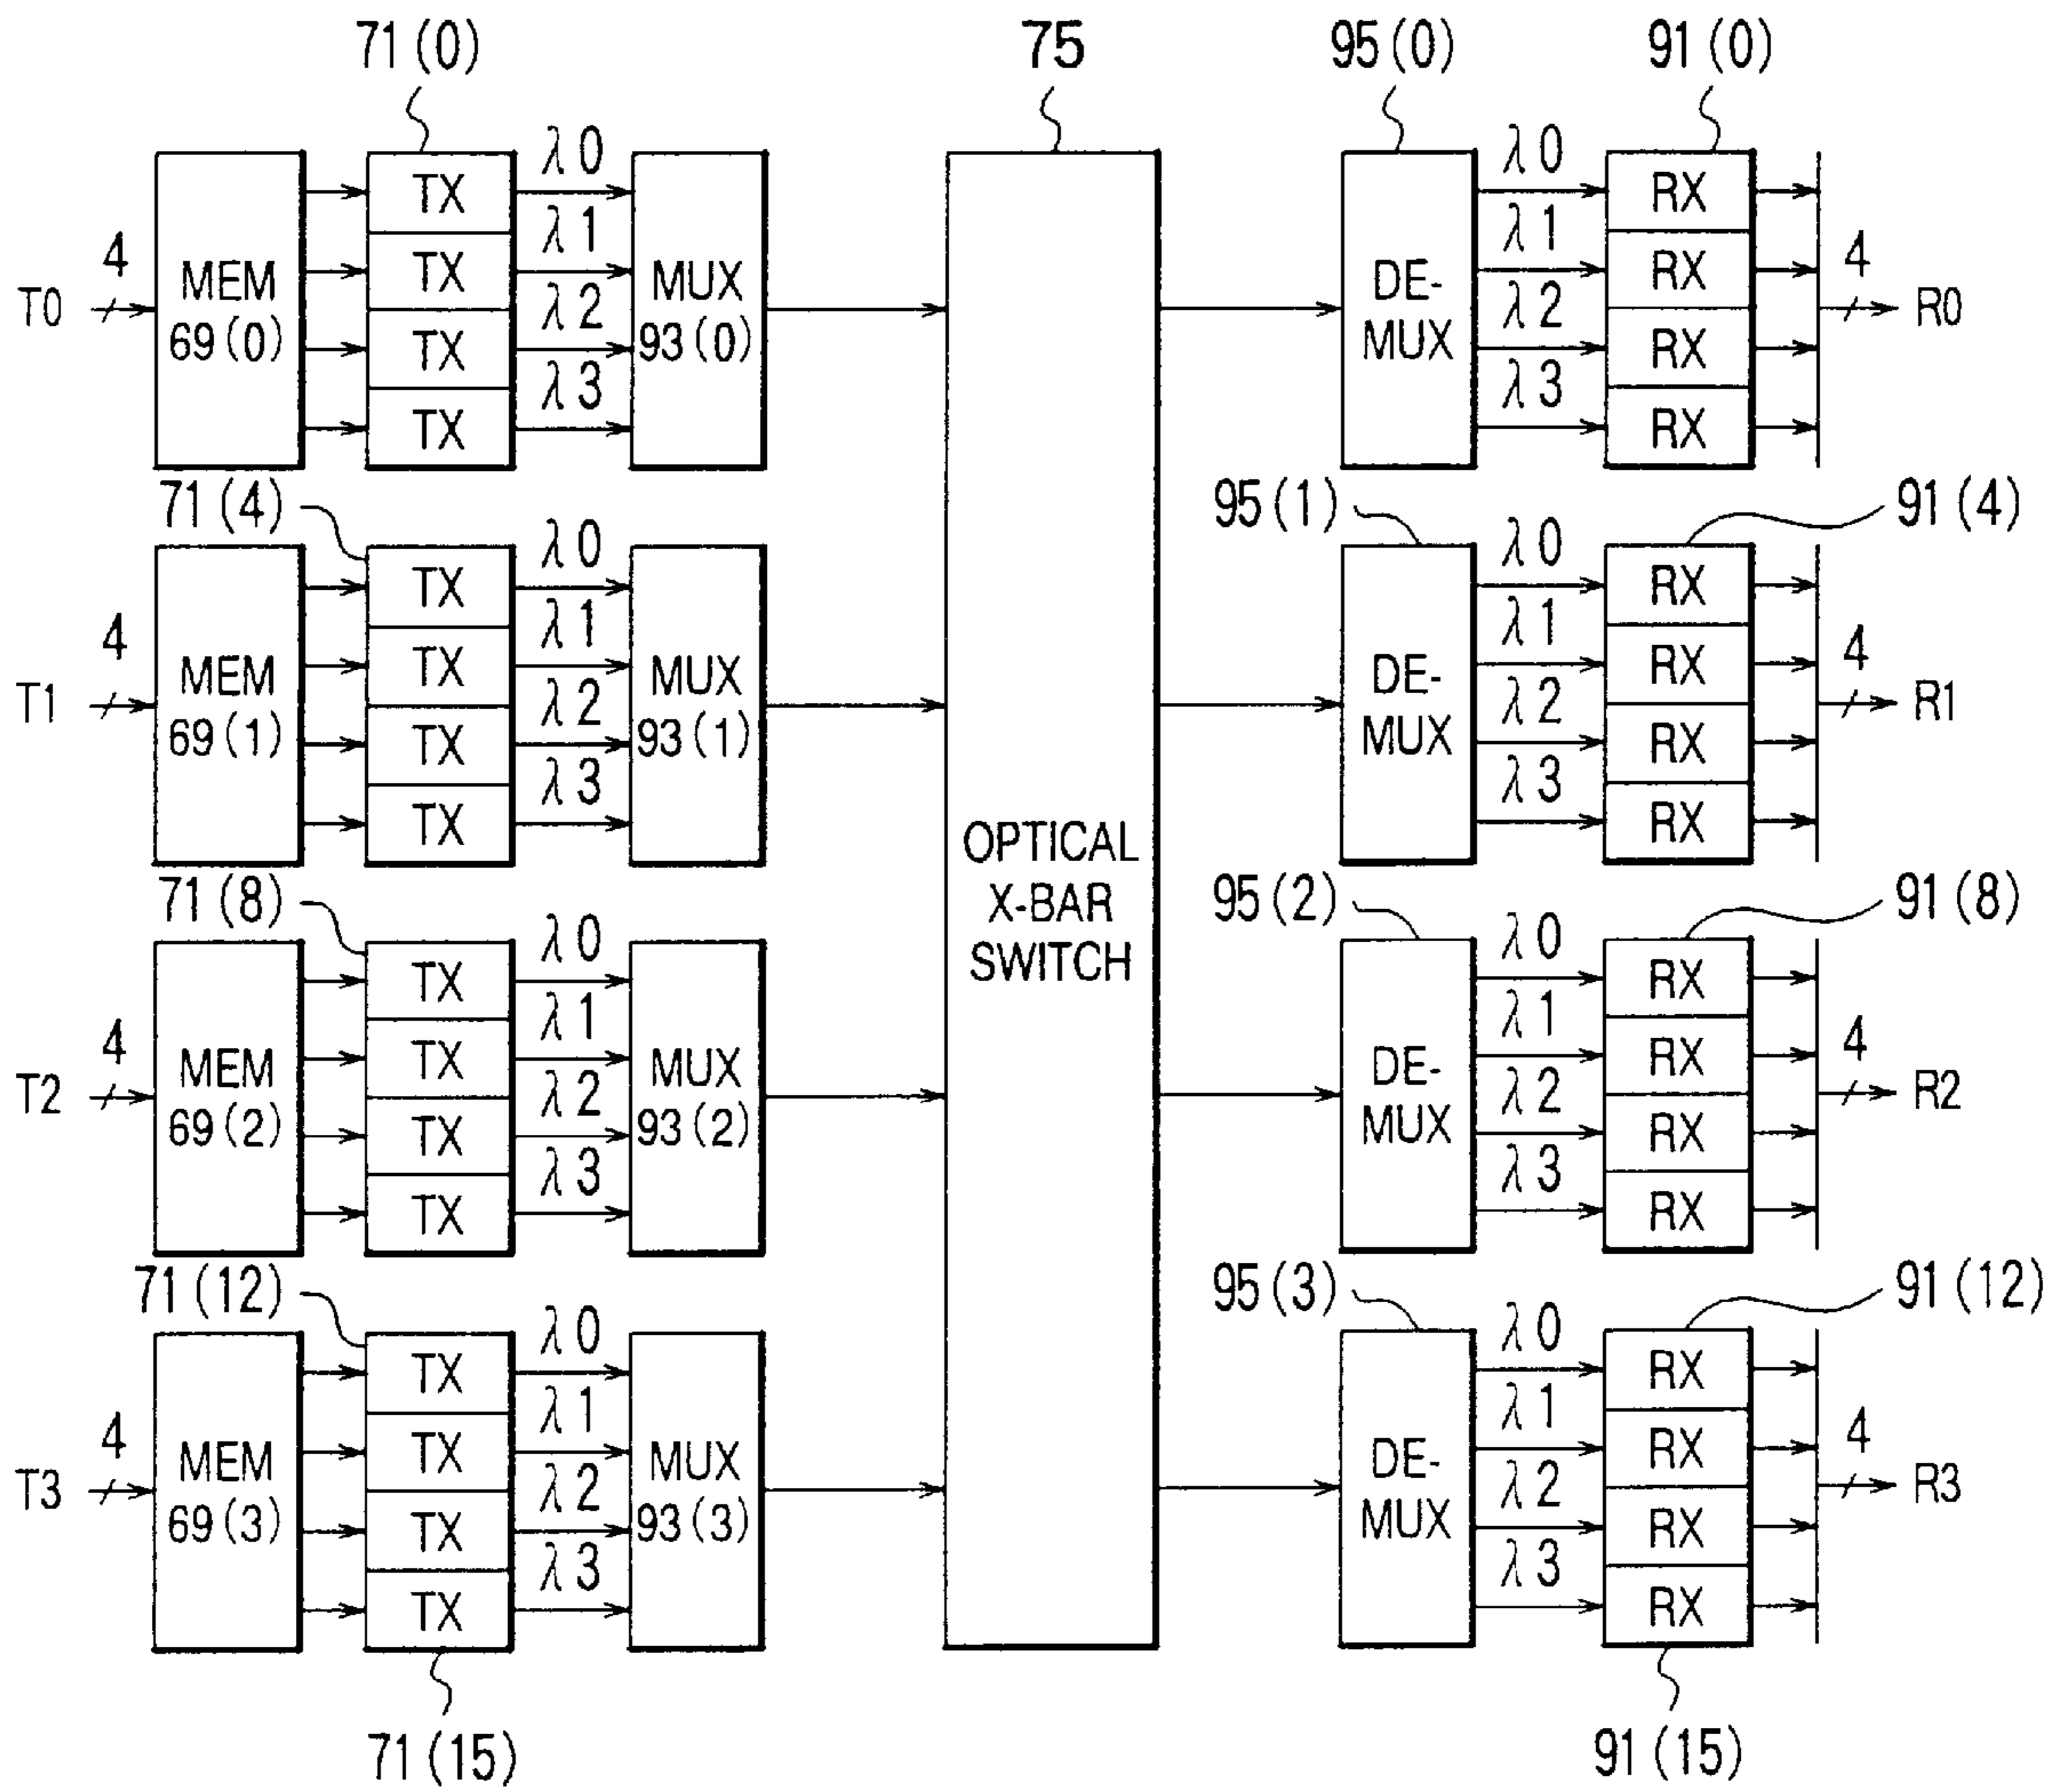 71(0) 75 95(0) 91(0)
λ0 λ0
TX RX
λ1 λ1
4 TX RX 4
T0 MEM 69(0) MUX 93(0) DE-MUX R0
λ2 λ2
TX RX
λ3 λ3
TX RX
71(4) 95(1) 91(4)
λ0 λ0
TX RX
λ1 λ1
4 TX RX 4
T1 MEM 69(1) MUX 93(1) DE-MUX R1
λ2 λ2
TX RX
λ3 λ3
TX RX
OPTICAL
X-BAR
SWITCH
71(8) 95(2) 91(8)
λ0 λ0
TX RX
λ1 λ1
4 TX RX 4
T2 MEM 69(2) MUX 93(2) DE-MUX R2
λ2 λ2
TX RX
λ3 λ3
TX RX
71(12) 95(3) 91(12)
λ0 λ0
TX RX
λ1 λ1
4 TX RX 4
T3 MEM 69(3) MUX 93(3) DE-MUX R3
λ2 λ2
TX RX
λ3 λ3
TX RX
71(15) 91(15)